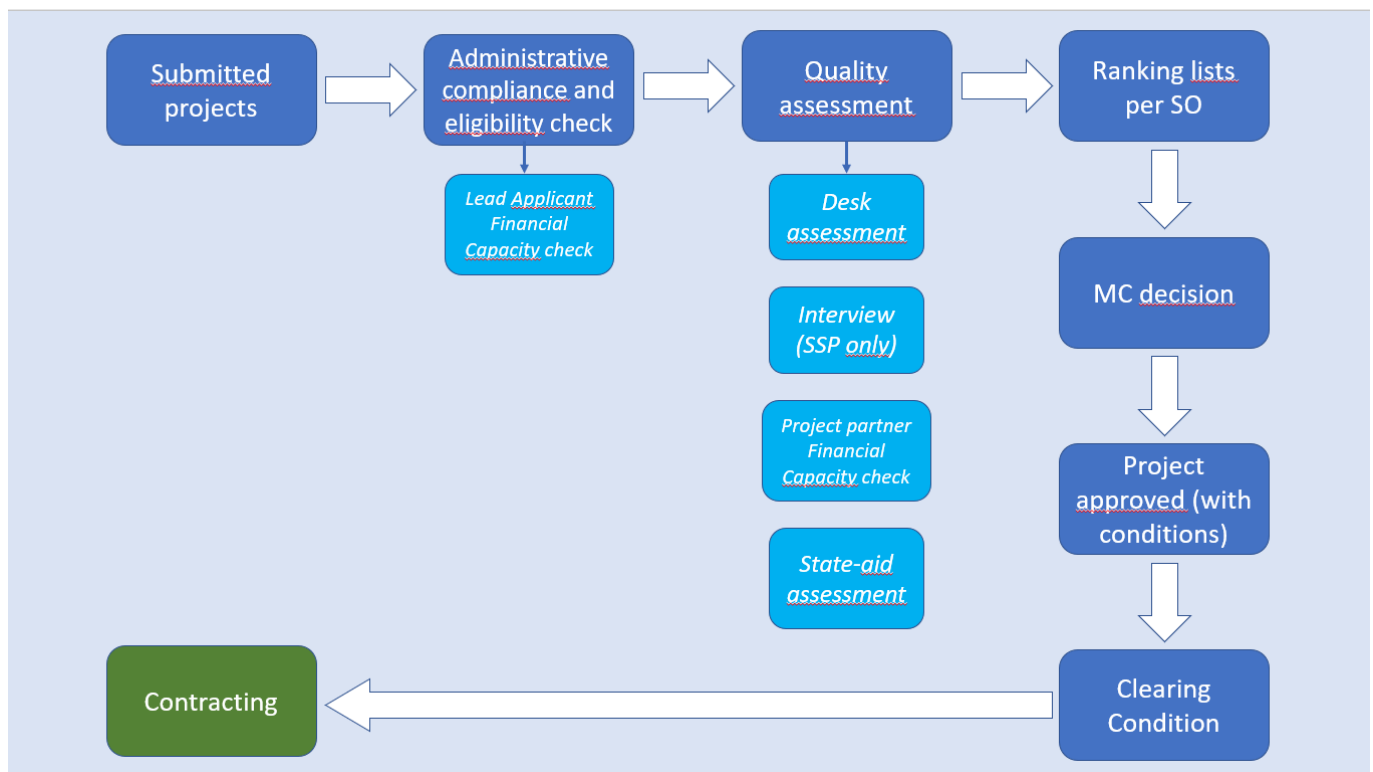 Submitted
projects
Administrative
compliance and
eligibility check
Quality
assessment
Ranking lists
per SO
Lead Applicant
Financial
Capacity check
Desk
assessment
Interview
(SSP only)
Project partner
Financial
Capacity check
State-aid
assessment
MC decision
Project
approved (with
conditions)
Clearing
Condition
Contracting